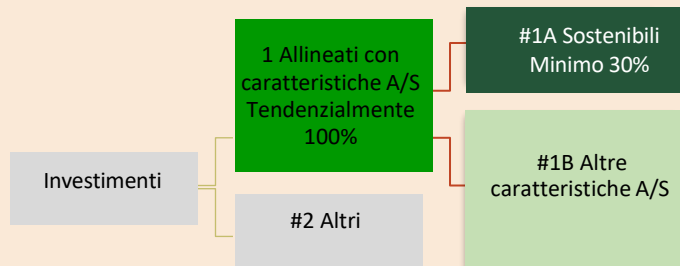 Investimenti
1 Allineati con
caratteristiche A/S
Tendenzialmente
100%
#2 Altri
#1A Sostenibili
Minimo 30%
#1B Altre
caratteristiche A/S